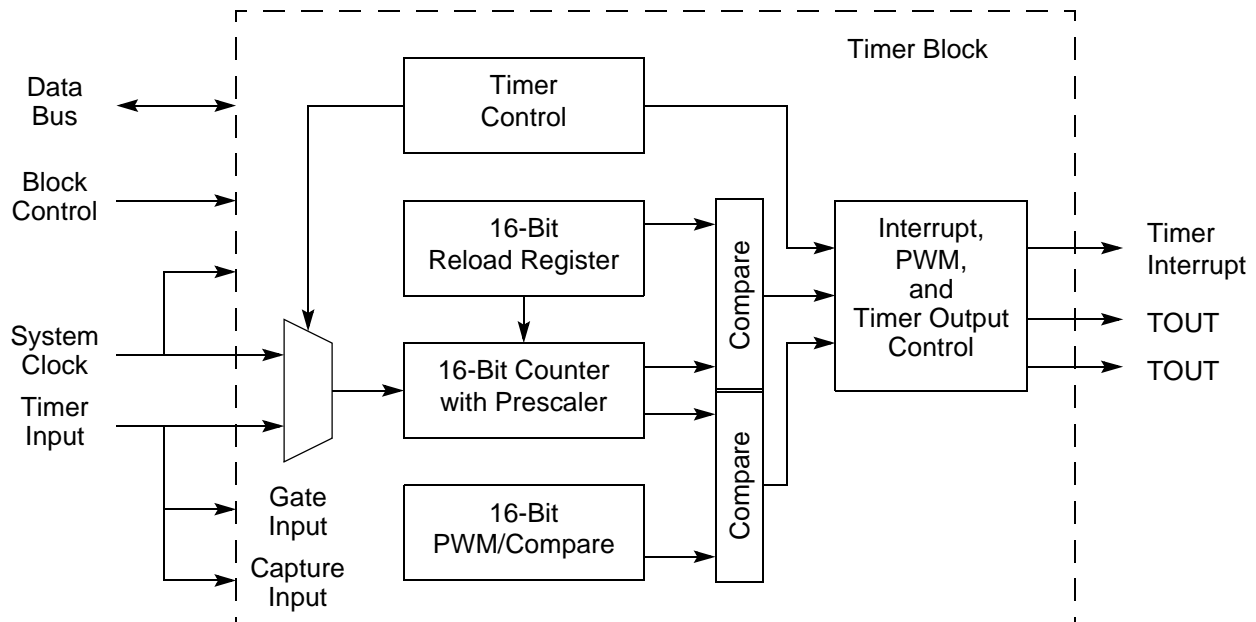 Timer Block
Data
Bus
Block
Control
System
Clock
Timer
Input
Gate
Input
Capture
Input
Timer
Control
16-Bit
Reload Register
16-Bit Counter
with Prescaler
16-Bit
PWM/Compare
Compare
Compare
Interrupt,
PWM,
and
Timer Output
Control
Timer
Interrupt
TOUT
TOUT